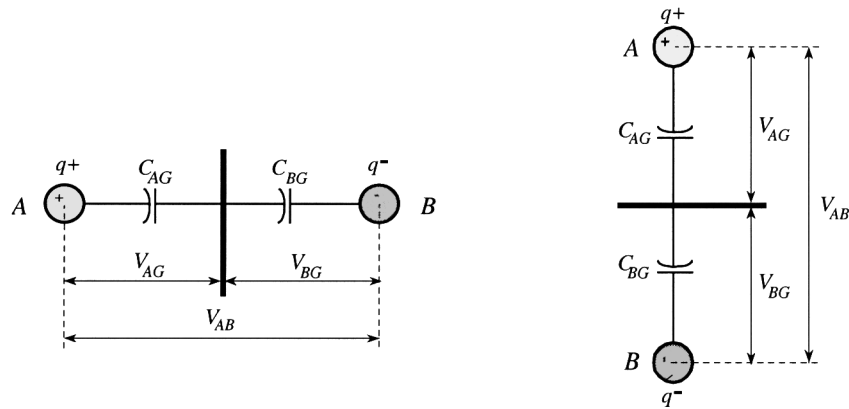 q+ C_AG C_BG q-
A + - B
V_AG V_BG
V_AB
q+
A +
C_AG V_AG
V_AB
C_BG V_BG
B
q-